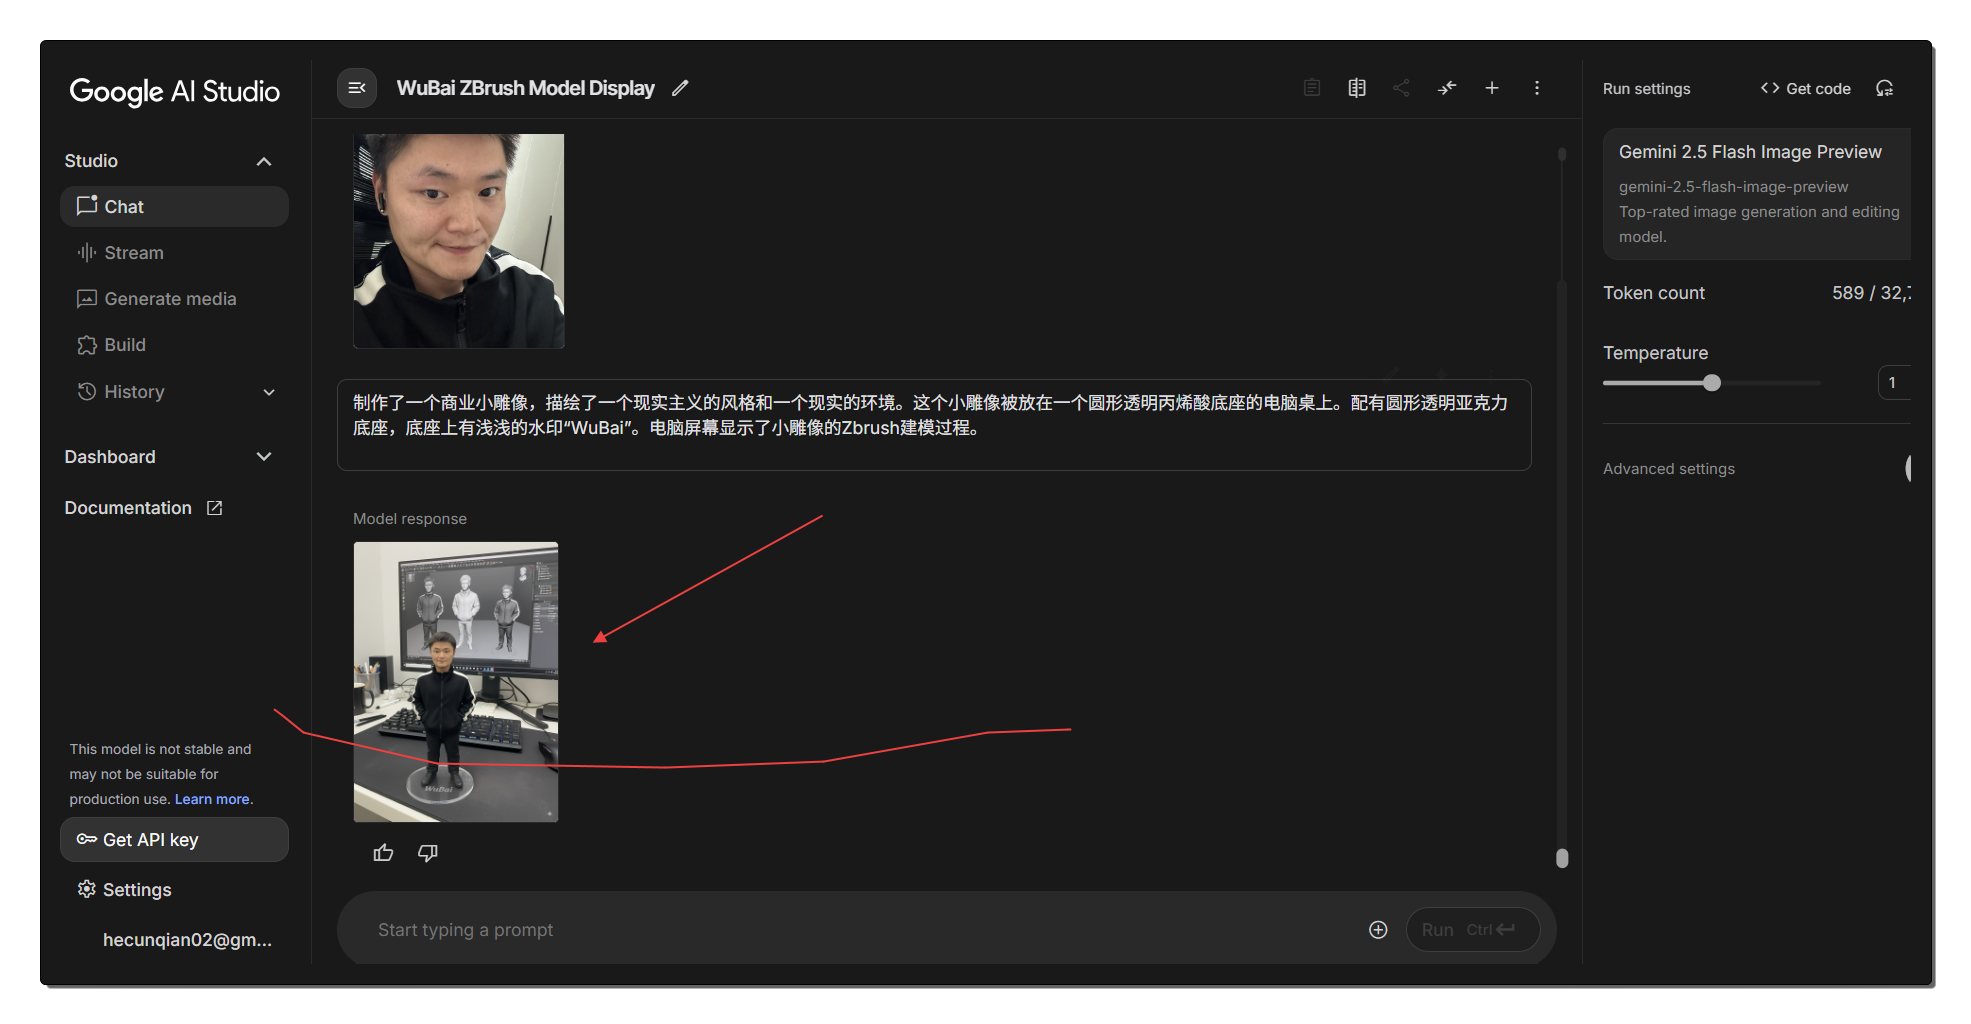 Google AI Studio
Studio
Chat
Stream
Generate media
Build
History
Dashboard
Documentation
This model is not stable and
may not be suitable for
production use. Learn more.
Get API key
Settings
hecunqian02@gm...
WuBai ZBrush Model Display
制作了一个商业小雕像，描绘了一个现实主义的风格和一个现实的环境。这个小雕像被放在一个圆形透明丙烯酸底座的电脑桌上。配有圆形透明亚克力
底座，底座上有浅浅的水印“WuBai”。电脑屏幕显示了小雕像的Zbrush建模过程。
Model response
WuBai
Start typing a prompt
Run Ctrl
Run settings
Get code
Gemini 2.5 Flash Image Preview
gemini-2.5-flash-image-preview
Top-rated image generation and editing
model.
Token count 589 / 32,
Temperature
1
Advanced settings